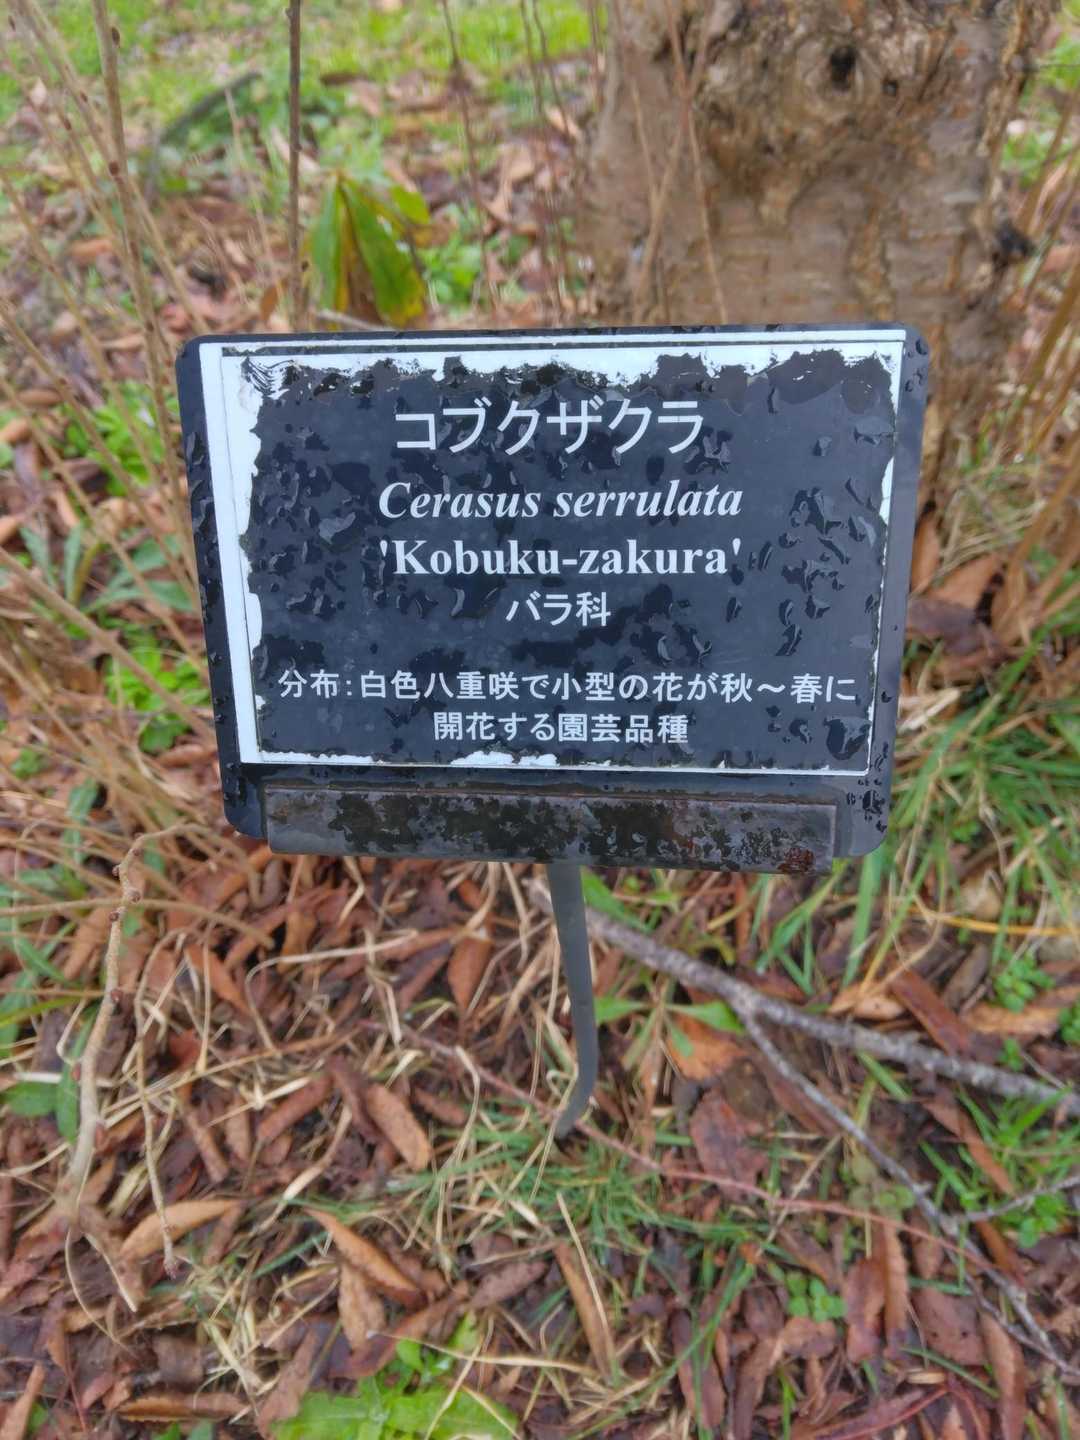 コブクザクラ
Cerasus serrulata
'Kobuku-zakura'
バラ科
分布：白色八重咲で小型の花が秋～春に
開花する園芸品種